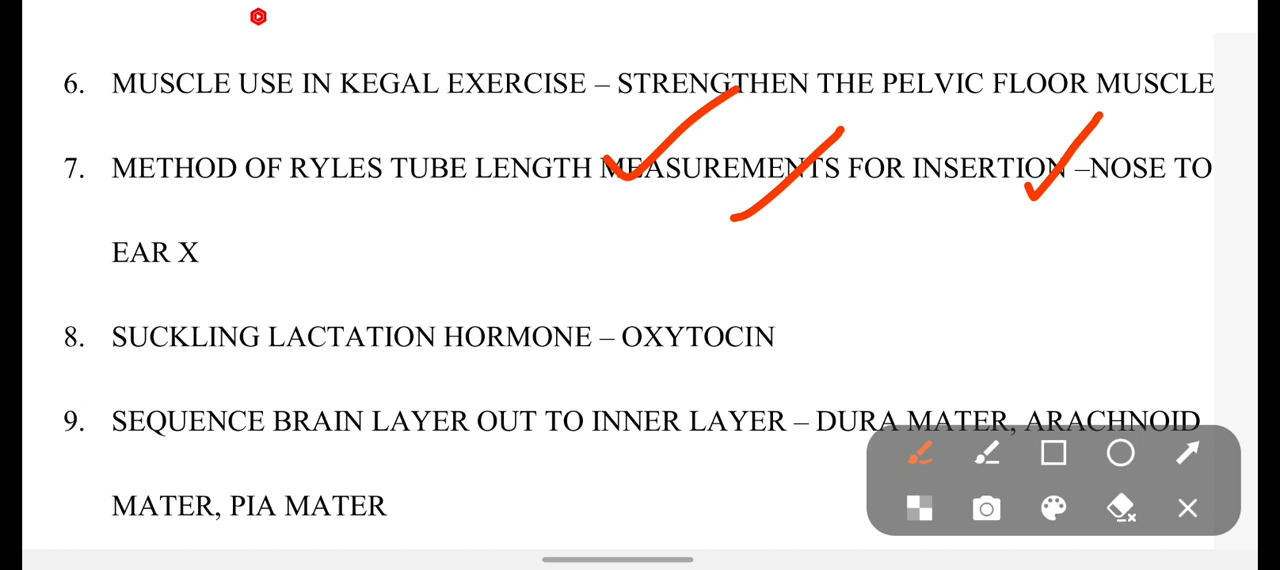 6. MUSCLE USE IN KEGAL EXERCISE – STRENGTHEN THE PELVIC FLOOR MUSCLE
7. METHOD OF RYLES TUBE LENGTH MEASUREMENTS FOR INSERTION –NOSE TO
EAR X
8. SUCKLING LACTATION HORMONE – OXYTOCIN
9. SEQUENCE BRAIN LAYER OUT TO INNER LAYER – DURA MATER, ARACHNOID
MATER, PIA MATER